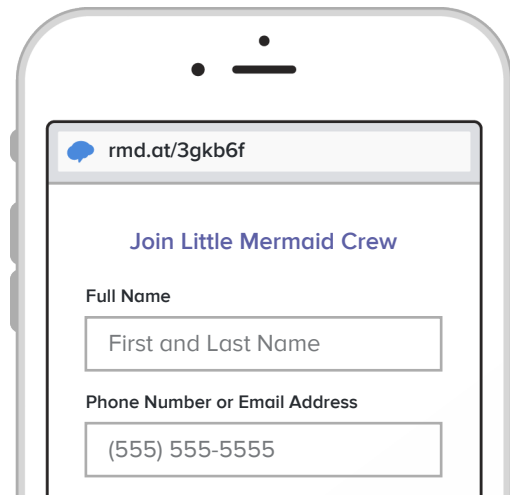 rmd.at/3gkb6f
Join Little Mermaid Crew
Full Name
First and Last Name
Phone Number or Email Address
(555) 555-5555